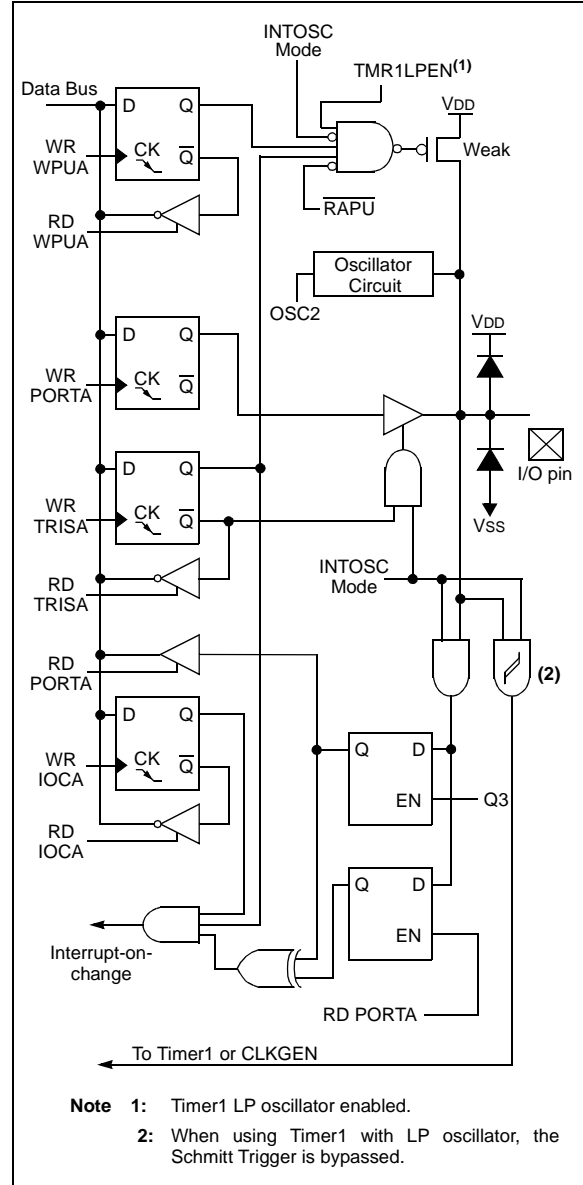 INTOSC
Mode
TMR1LPEN(1)
Data Bus
D Q
VDD
WR
WPUA
CK Q
Weak
RD
WPUA
RAPU
Oscillator
Circuit
OSC2
VDD
D Q
WR
PORTA
CK Q
I/O pin
D Q
WR
TRISA
CK Q
VSS
INTOSC
Mode
RD
TRISA
RD
PORTA
(2)
D Q
Q D
WR
IOCA
CK Q
EN
Q3
RD
IOCA
Q D
EN
Interrupt-on-
change
RD PORTA
To Timer1 or CLKGEN
Note 1: Timer1 LP oscillator enabled.
2: When using Timer1 with LP oscillator, the
Schmitt Trigger is bypassed.